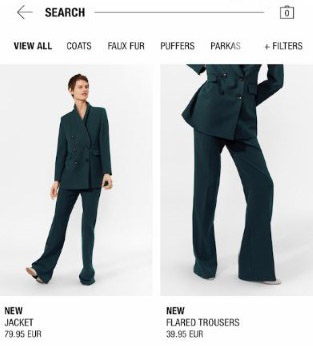 SEARCH
0
VIEW ALL COATS FAUX FUR PUFFERS PARKAS + FILTERS
NEW
JACKET
79.95 EUR
NEW
FLARED TROUSERS
39.95 EUR